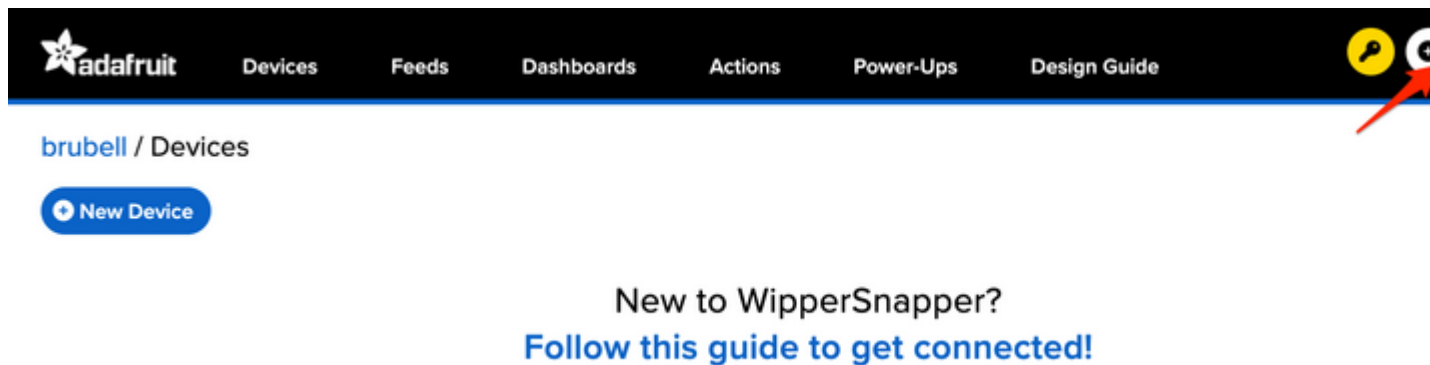 adafruit Devices Feeds Dashboards Actions Power-Ups Design Guide
brubell / Devices
New Device
New to WipperSnapper?
Follow this guide to get connected!